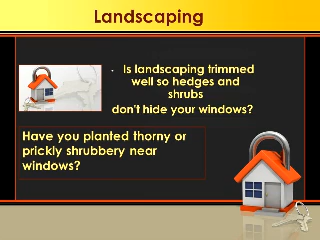 Landscaping
- Is landscaping trimmed
well so hedges and
shrubs
don't hide your windows?
Have you planted thorny or
prickly shrubbery near
windows?